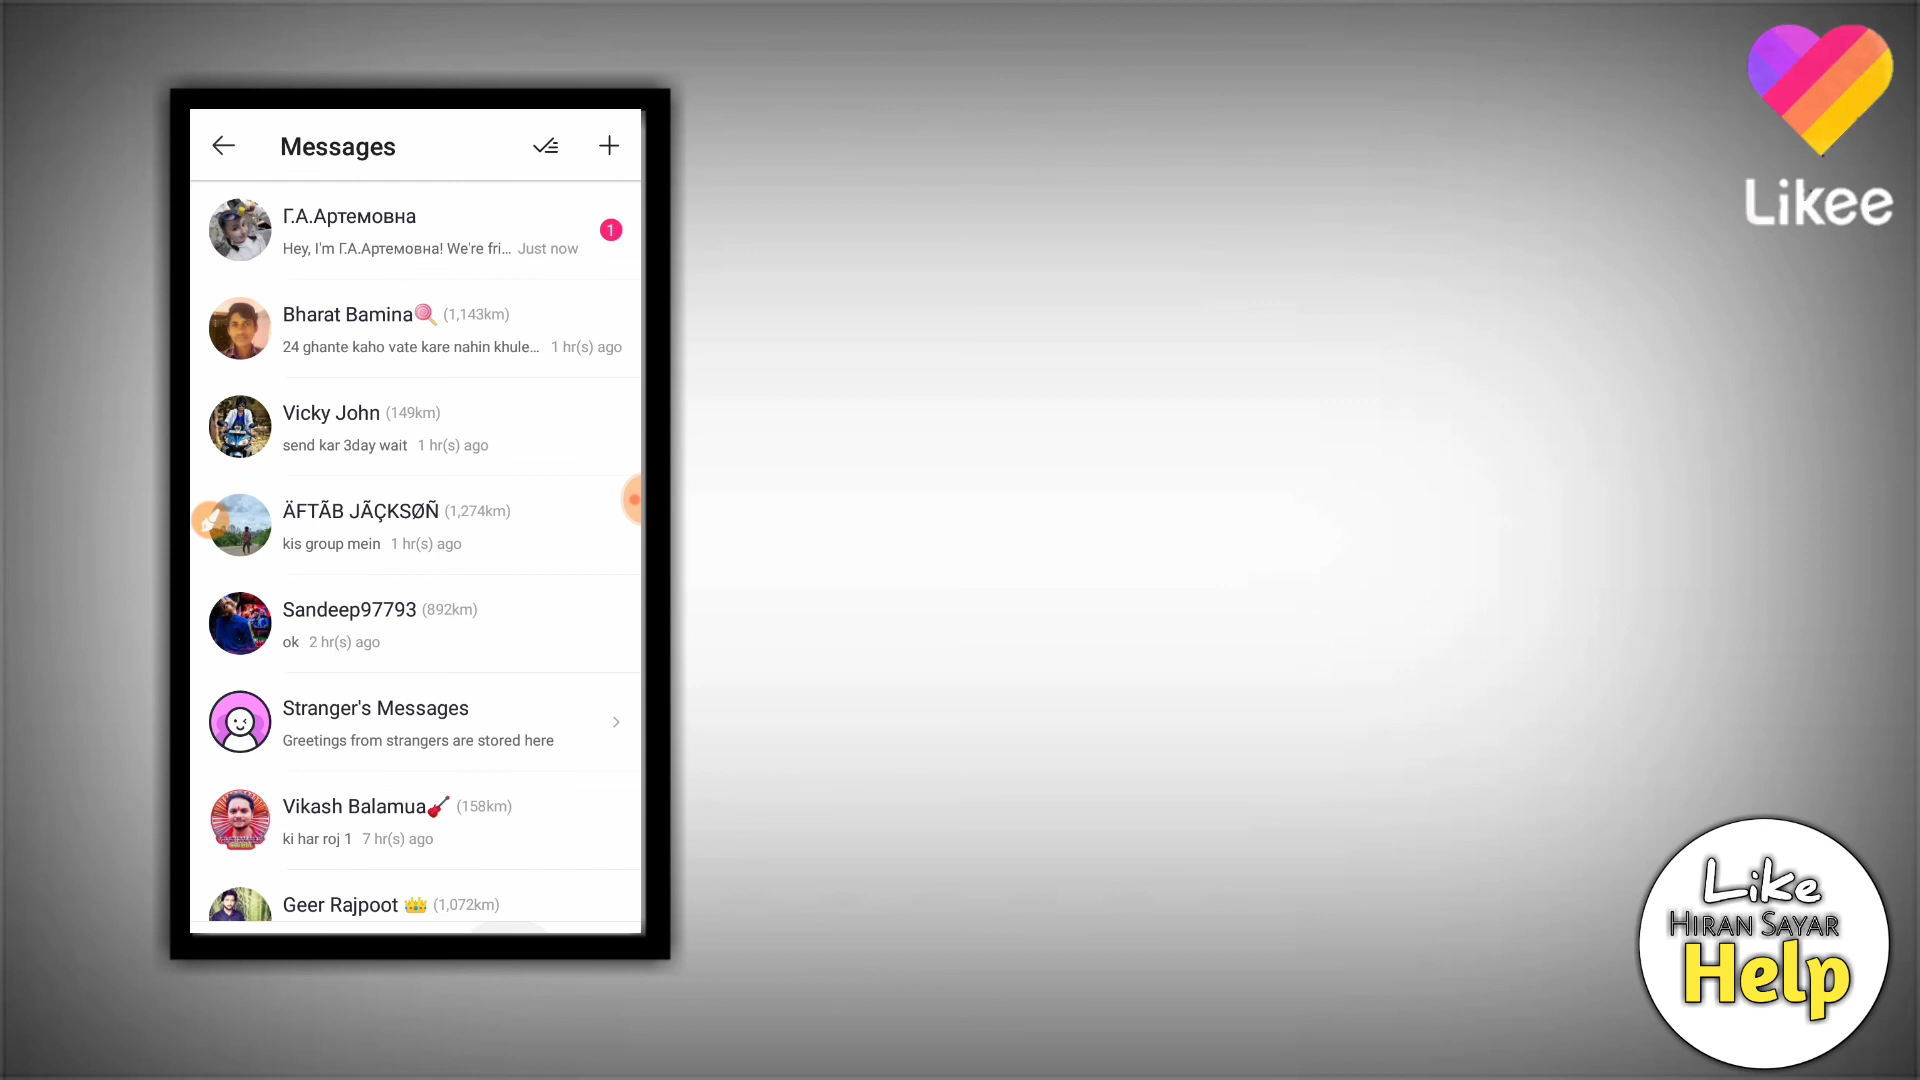 Messages
Г.А.Артемовна
Hey, I'm Г.А.Артемовна! We're fri... Just now
1
Bharat Bamina (1,143km)
24 ghante kaho vate kare nahin khule... 1 hr(s) ago
Vicky John (149km)
send kar 3day wait 1 hr(s) ago
ÄFTÃB JÃÇKSØÑ (1,274km)
kis group mein 1 hr(s) ago
Sandeep97793 (892km)
ok 2 hr(s) ago
Stranger's Messages
Greetings from strangers are stored here
Vikash Balamua (158km)
ki har roj 1 7 hr(s) ago
Geer Rajpoot (1,072km)
Likee
Like
HIRAN SAYAR
Help